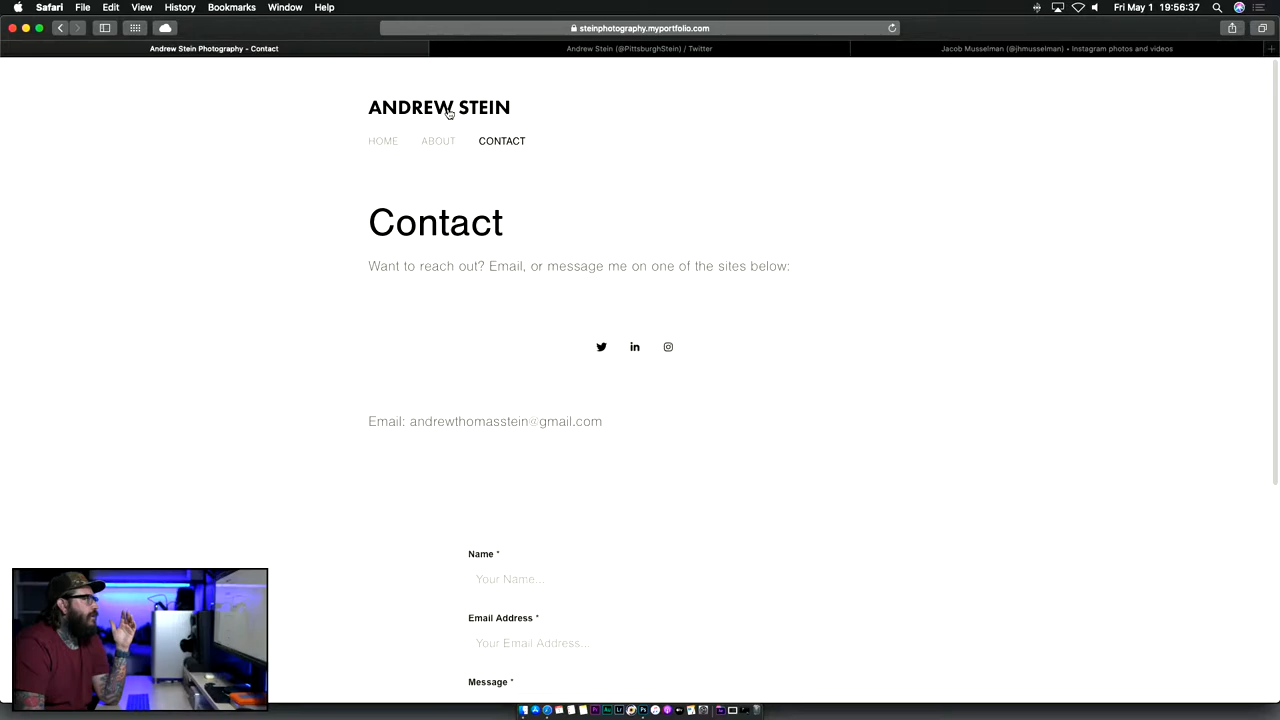 Safari File Edit View History Bookmarks Window Help Fri May 1 19:56:37
steinphotography.myportfolio.com
Andrew Stein Photography - Contact Andrew Stein (@PittsburghStein) / Twitter Jacob Musselman (@jhmusselman) • Instagram photos and videos
ANDREW STEIN
HOME ABOUT CONTACT
Contact
Want to reach out? Email, or message me on one of the sites below:
Email: andrewthomasstein@gmail.com
Name *
Your Name...
Email Address *
Your Email Address...
Message *